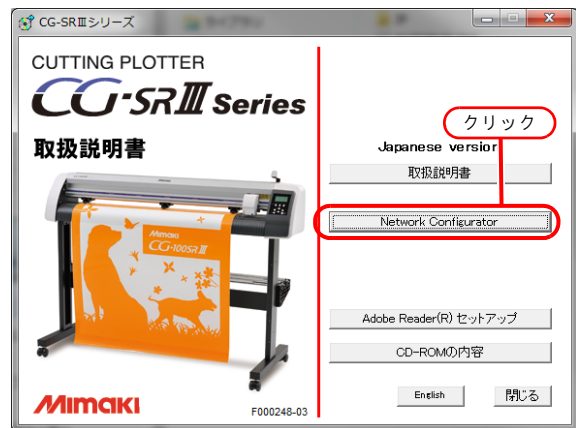 CG-SRⅢシリーズ
CUTTING PLOTTER
CG-SRⅢ Series
取扱説明書
Mimaki
CG-100SRⅢ
Mimaki
F000248-03
クリック
Japanese version
取扱説明書
Network Configurator
Adobe Reader(R) セットアップ
CD-ROMの内容
English
閉じる